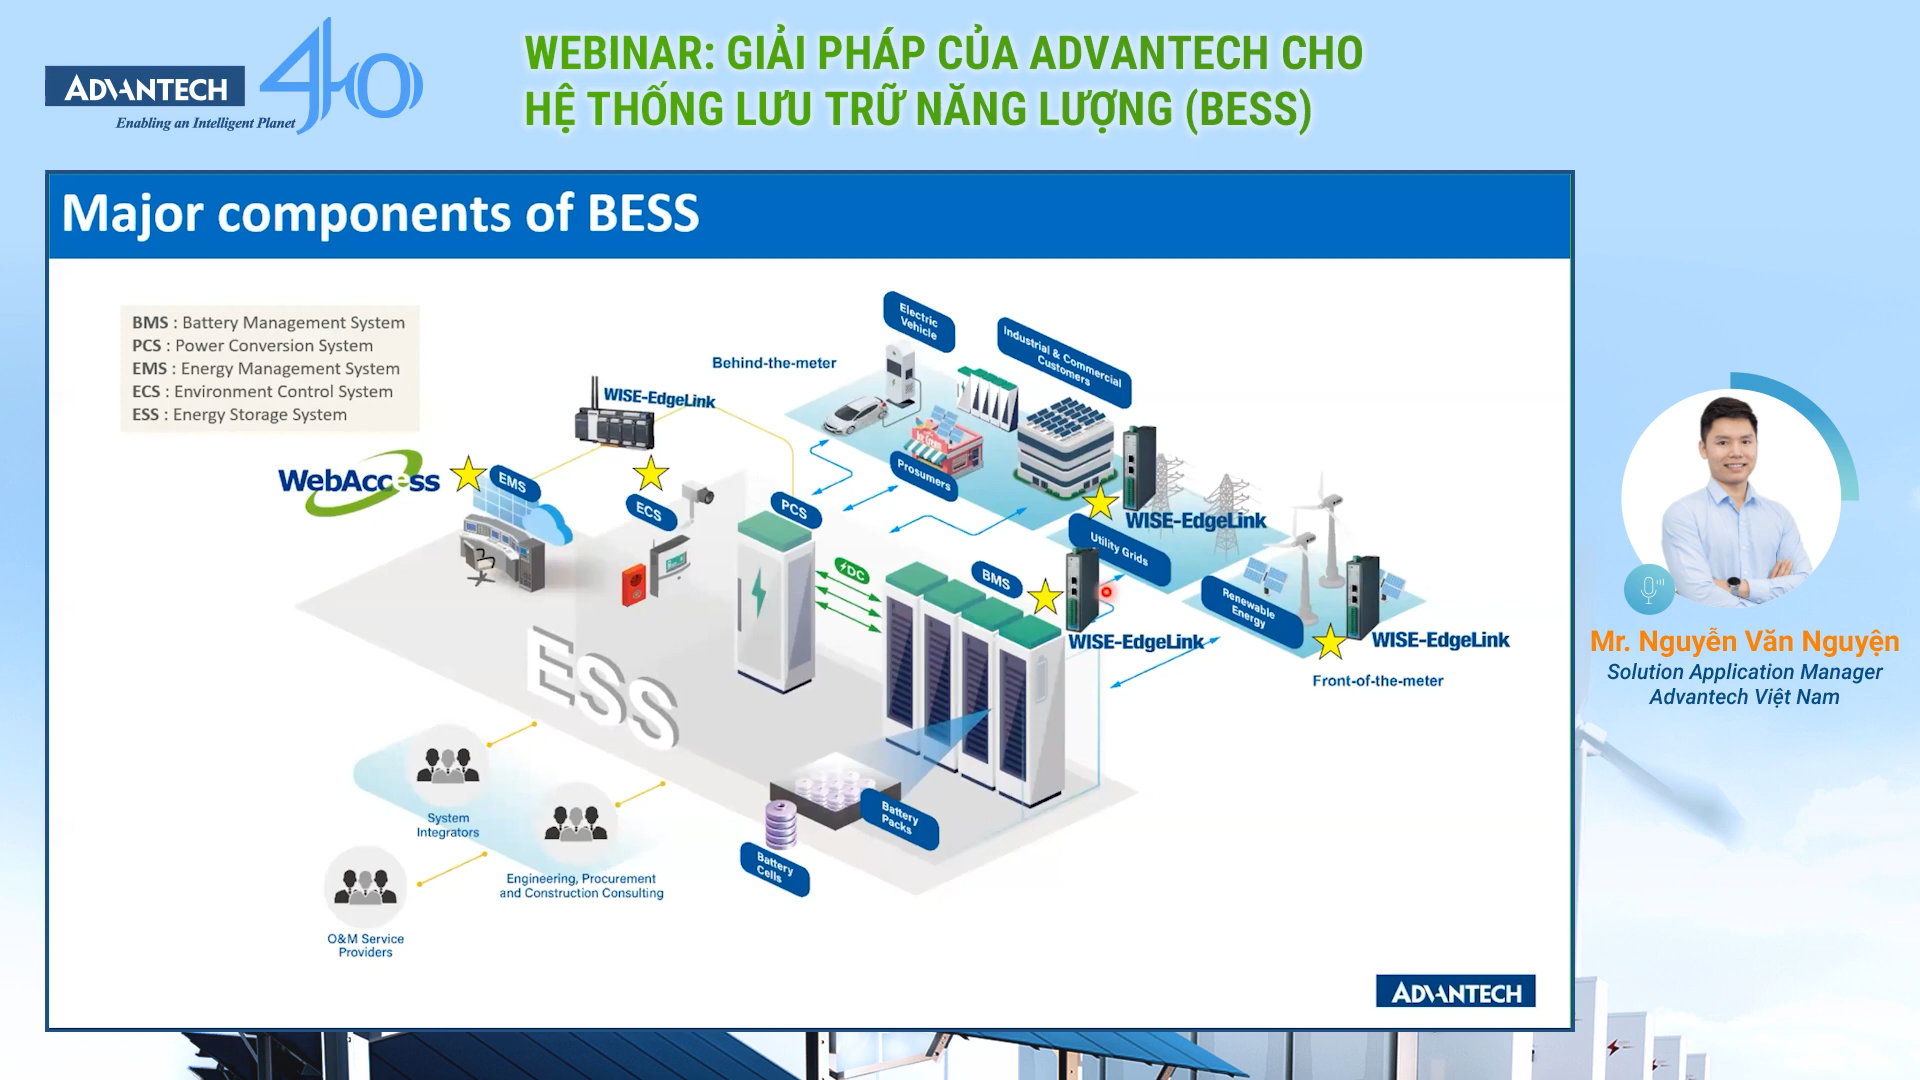 ADVANTECH
40
Enabling an Intelligent Planet
WEBINAR: GIẢI PHÁP CỦA ADVANTECH CHO
HỆ THỐNG LƯU TRỮ NĂNG LƯỢNG (BESS)
Major components of BESS
BMS : Battery Management System
PCS : Power Conversion System
EMS : Energy Management System
ECS : Environment Control System
ESS : Energy Storage System
WebAccess
EMS
WISE-EdgeLink
ECS
PCS
Behind-the-meter
Electric
Vehicle
Industrial & Commercial
Customers
Ice Cream
Prosumers
WISE-EdgeLink
Utility Grids
DC
BMS
WISE-EdgeLink
Renewable
Energy
WISE-EdgeLink
Front-of-the-meter
ESS
System
Integrators
Engineering, Procurement
and Construction Consulting
O&M Service
Providers
Battery
Packs
Battery
Cells
ADVANTECH
Mr. Nguyễn Văn Nguyện
Solution Application Manager
Advantech Việt Nam